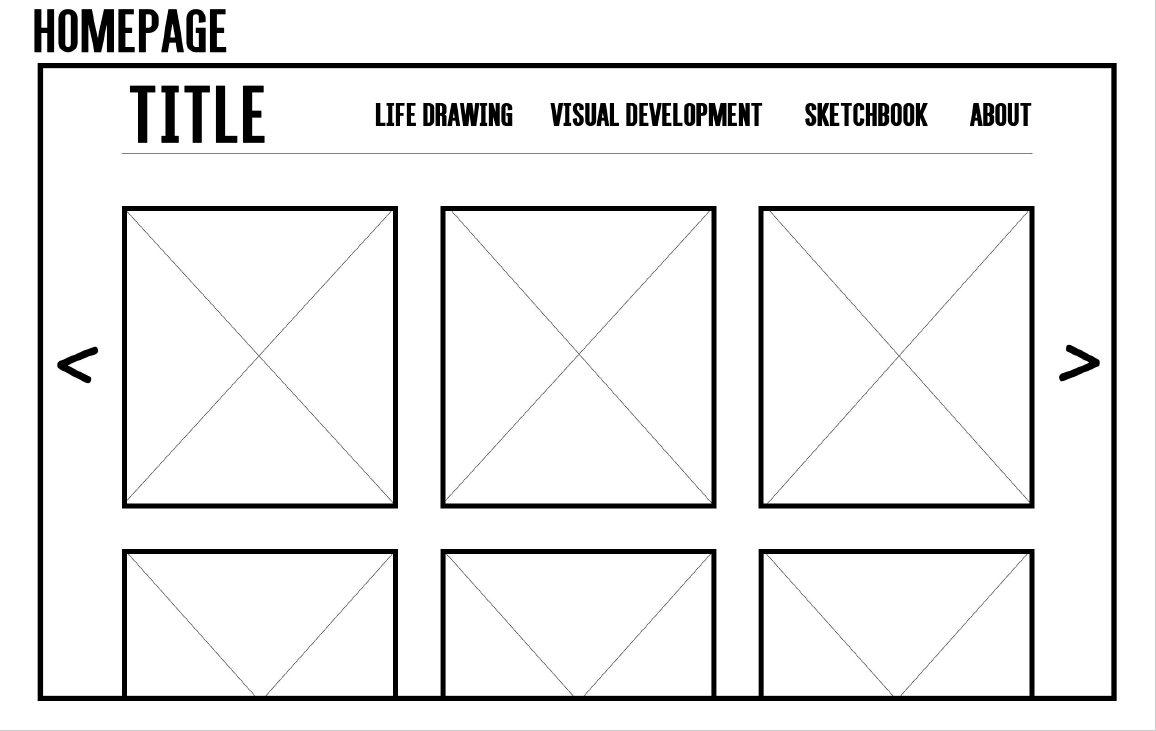 HOMEPAGE
TITLE
LIFE DRAWING VISUAL DEVELOPMENT SKETCHBOOK ABOUT
< >